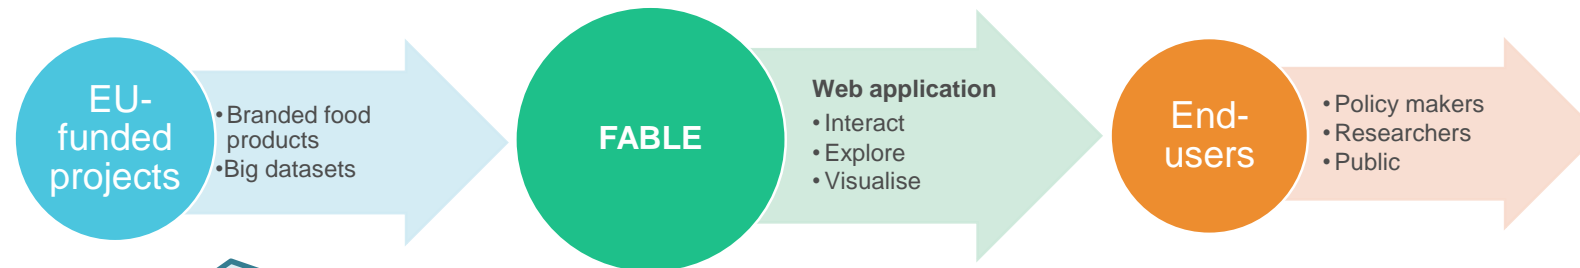 EU-
funded
projects
•Branded food
products
•Big datasets
FABLE
Web application
•Interact
•Explore
•Visualise
End-
users
•Policy makers
•Researchers
•Public